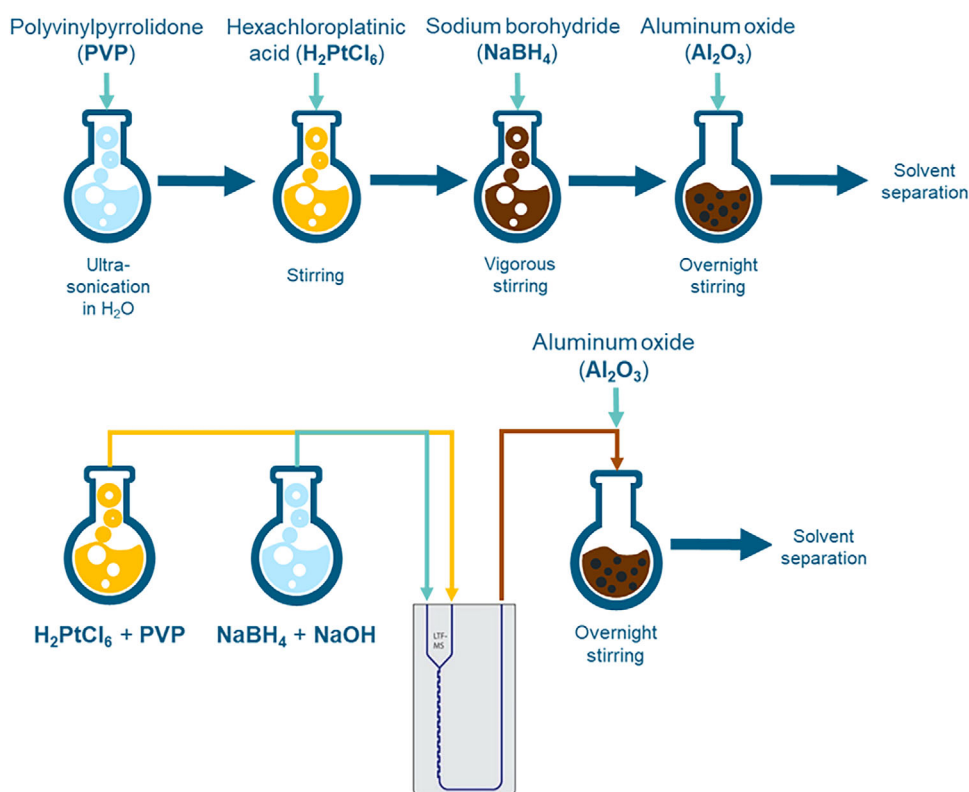 Polyvinylpyrrolidone
(PVP)
Hexachloroplatinic
acid (H₂PtCl₆)
Sodium borohydride
(NaBH₄)
Aluminum oxide
(Al₂O₃)
Solvent
separation
Ultra-
sonication
in H₂O
Stirring
Vigorous
stirring
Overnight
stirring
Aluminum oxide
(Al₂O₃)
Solvent
separation
H₂PtCl₆ + PVP
NaBH₄ + NaOH
LTF-
MS
Overnight
stirring